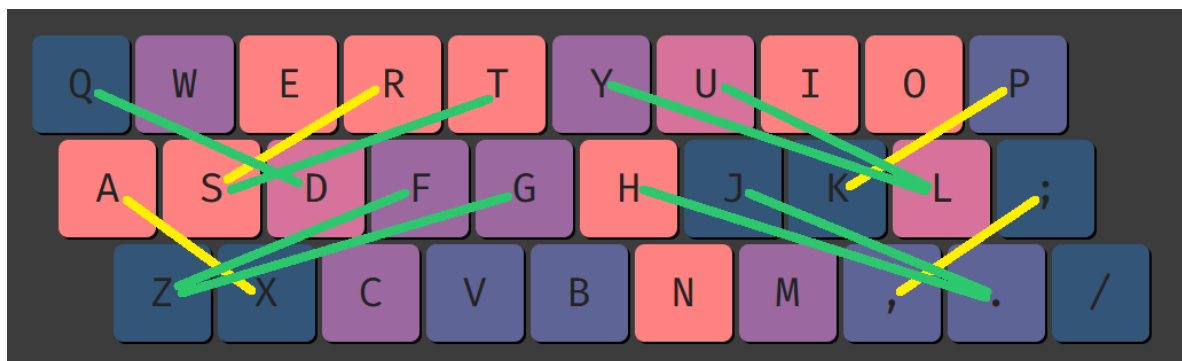 Q W E R T Y U I O P
A S D F G H J K L ;
Z X C V B N M , . /